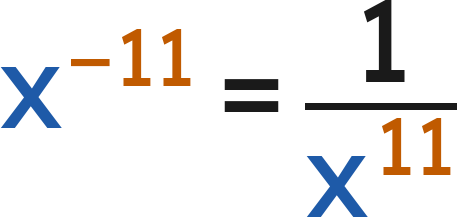 x⁻¹¹ = 1/x¹¹